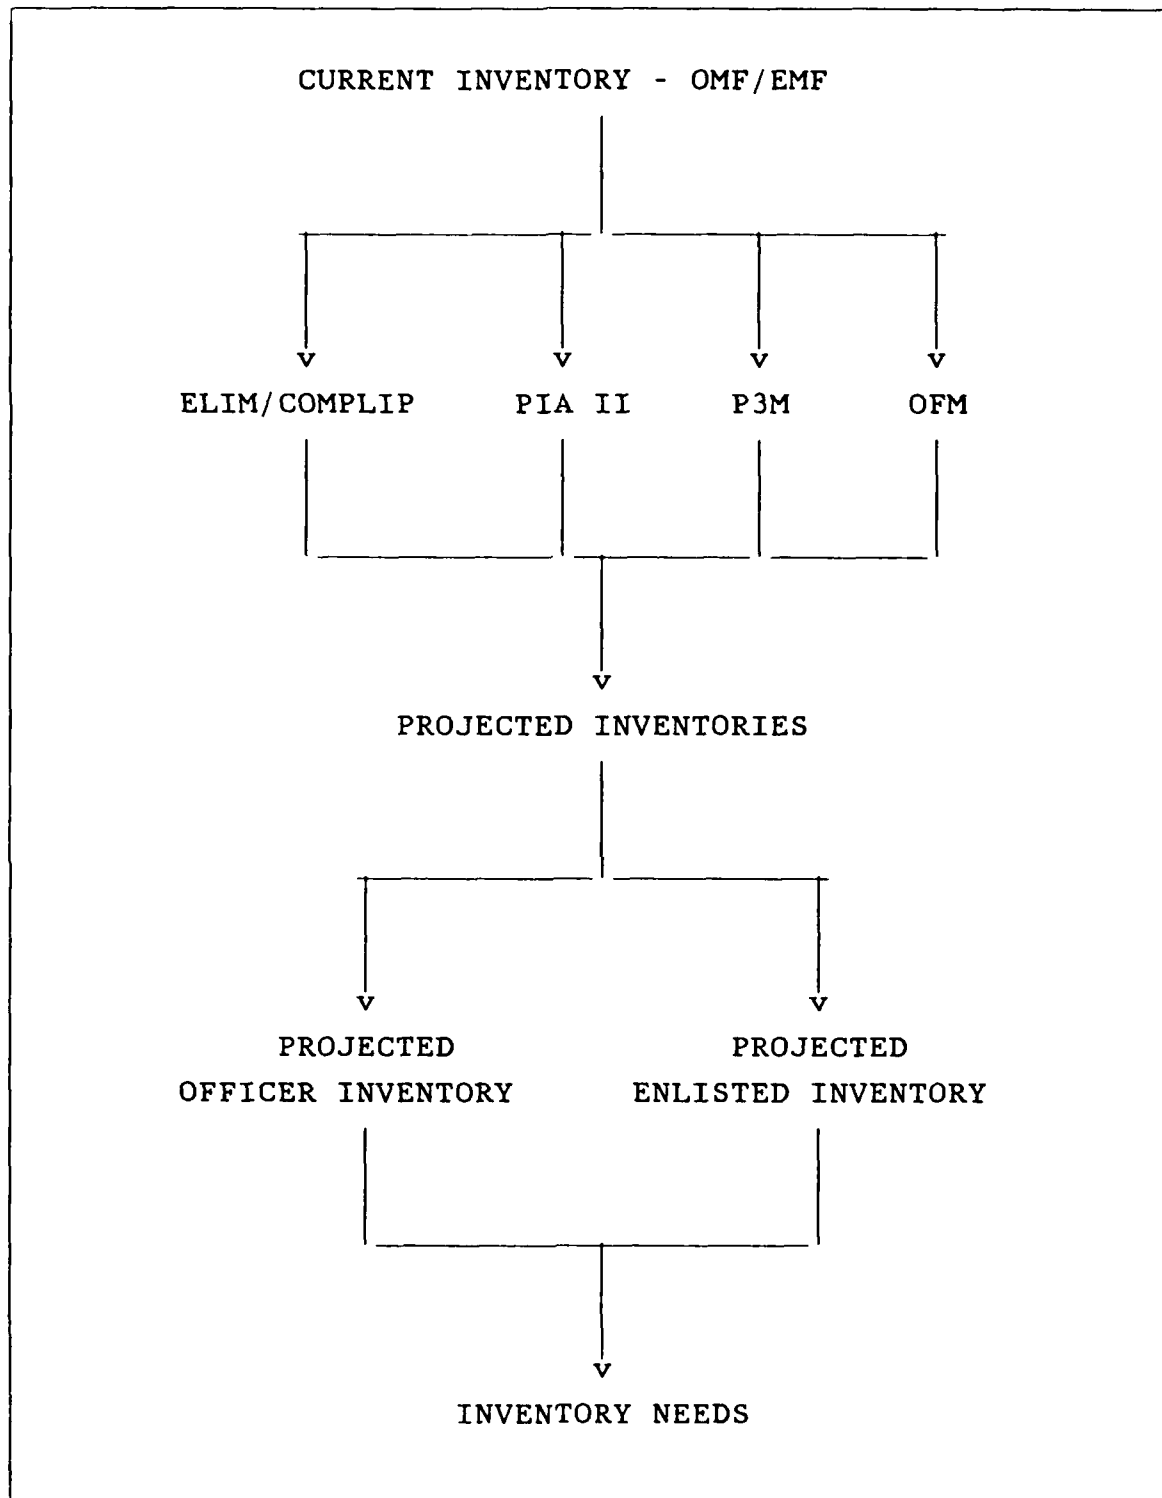 CURRENT INVENTORY - OMF/EMF
ELIM/COMPLIP PIA II P3M OFM
PROJECTED INVENTORIES
PROJECTED PROJECTED
OFFICER INVENTORY ENLISTED INVENTORY
INVENTORY NEEDS